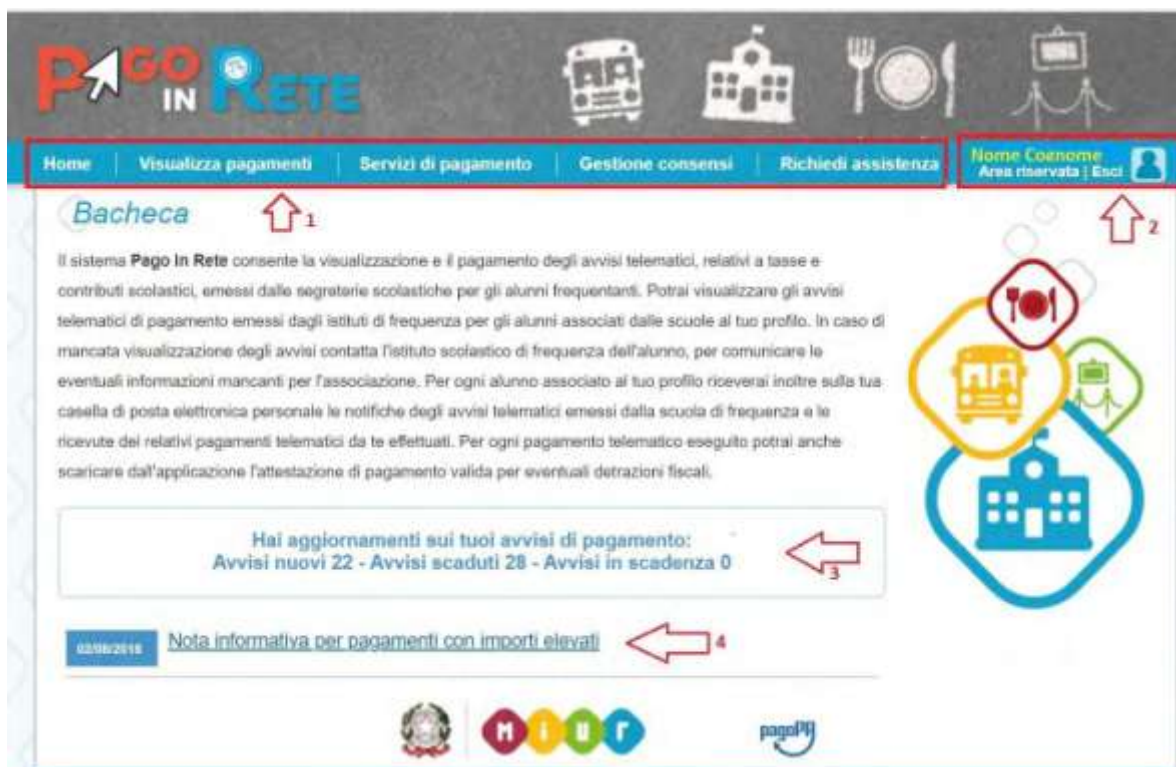 PAGO IN RETE
Home | Visualizza pagamenti | Servizi di pagamento | Gestione consensi | Richiedi assistenza
Nome Coenome
Area riservata | Esci
1
2
Bacheca
Il sistema Pago In Rete consente la visualizzazione e il pagamento degli avvisi telematici, relativi a tasse e
contributi scolastici, emessi dalle segreterie scolastiche per gli alunni frequentanti. Potrai visualizzare gli avvisi
telematici di pagamento emessi dagli istituti di frequenza per gli alunni associati dalle scuole al tuo profilo. In caso di
mancata visualizzazione degli avvisi contatta l'istituto scolastico di frequenza dell'alunno, per comunicare le
eventuali informazioni mancanti per l'associazione. Per ogni alunno associato al tuo profilo riceverai inoltre sulla tua
casella di posta elettronica personale le notifiche degli avvisi telematici emessi dalla scuola di frequenza e le
ricevute dei relativi pagamenti telematici da te effettuati. Per ogni pagamento telematico eseguito potrai anche
scaricare dall'applicazione l'attestazione di pagamento valida per eventuali detrazioni fiscali.
Hai aggiornamenti sui tuoi avvisi di pagamento:
Avvisi nuovi 22 - Avvisi scaduti 28 - Avvisi in scadenza 0
3
02/08/2018 Nota informativa per pagamenti con importi elevati
4
Miur
pagoPA